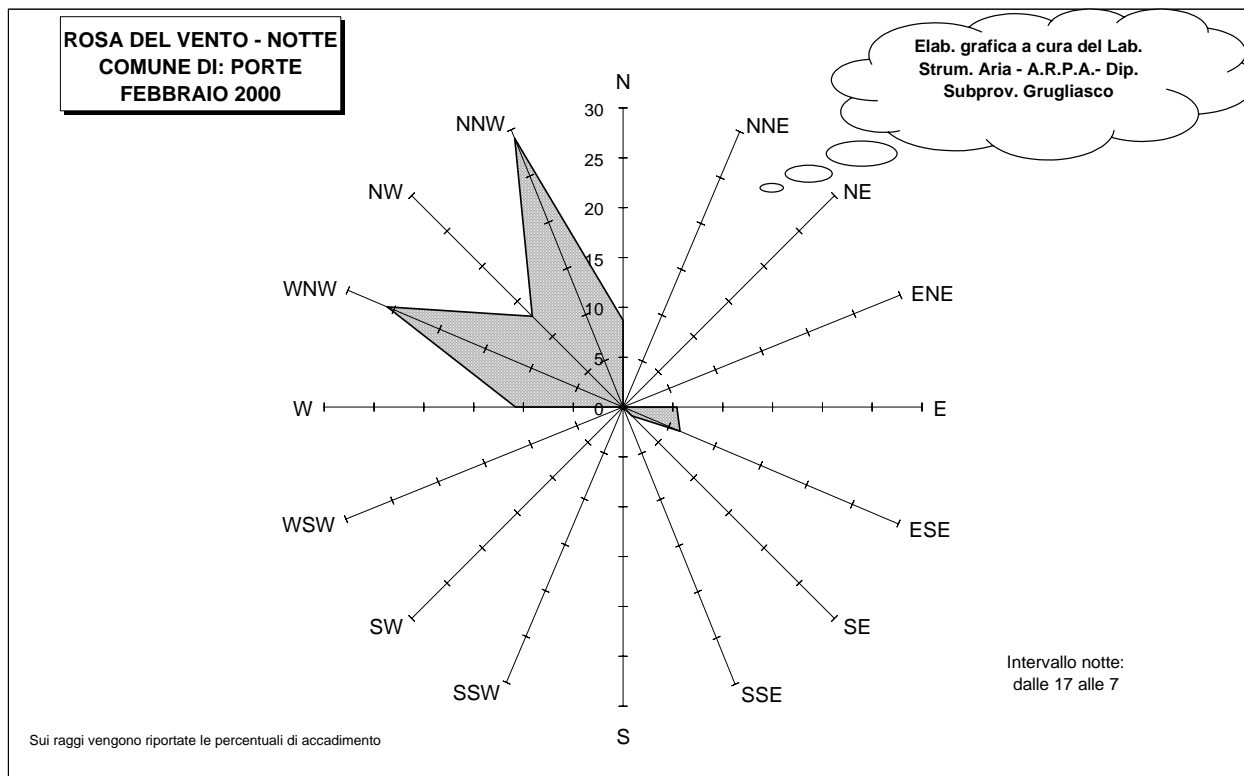 ROSA DEL VENTO - NOTTE
COMUNE DI: PORTE
FEBBRAIO 2000
Elab. grafica a cura del Lab.
Strum. Aria - A.R.P.A.- Dip.
Subprov. Grugliasco
N
NNE
NE
ENE
E
ESE
SE
SSE
S
SSW
SW
WSW
W
WNW
NW
NNW
30
25
20
15
10
5
0
Intervallo notte:
dalle 17 alle 7
Sui raggi vengono riportate le percentuali di accadimento